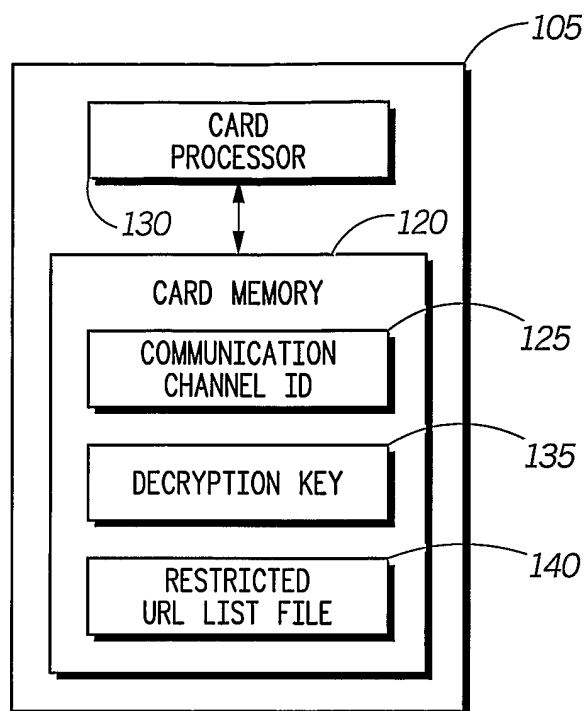 105
CARD
PROCESSOR
130
120
CARD MEMORY
125
COMMUNICATION
CHANNEL ID
135
DECRYPTION KEY
140
RESTRICTED
URL LIST FILE